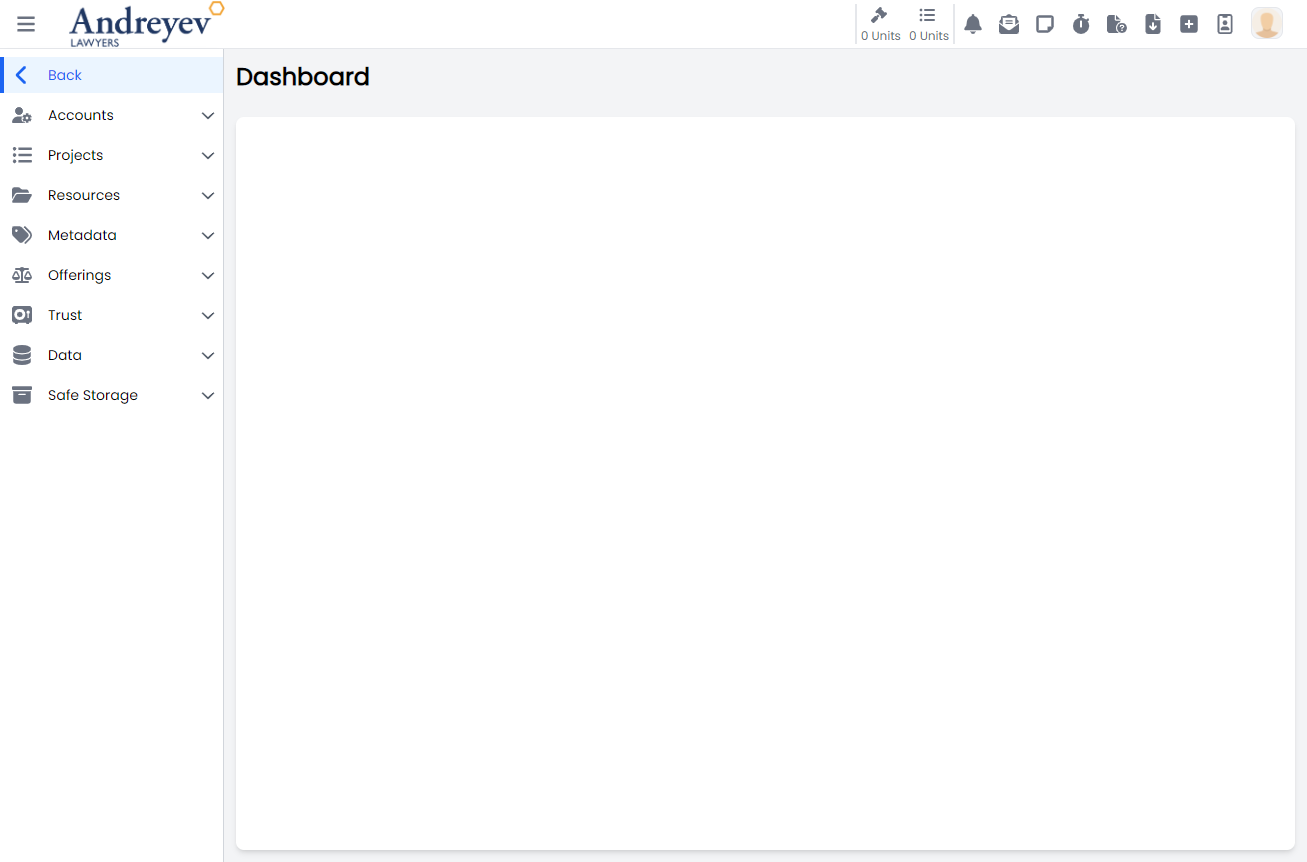 Andreyev
LAWYERS
0 Units
0 Units
Back
Dashboard
Accounts
Projects
Resources
Metadata
Offerings
Trust
Data
Safe Storage